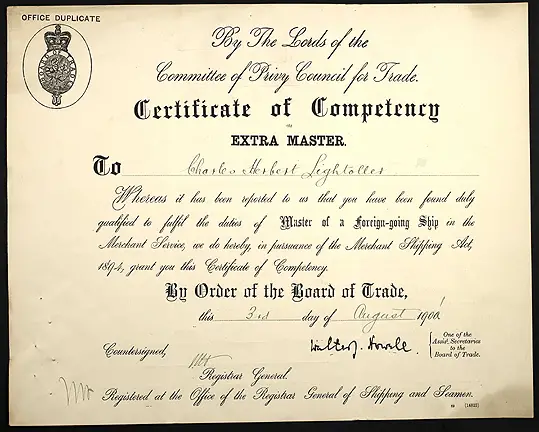 OFFICE DUPLICATE
By The Lords of the
Committee of Privy Council for Trade.
Certificate of Competency
as
EXTRA MASTER.
To Charles Herbert Lightoller
Whereas it has been reported to us that you have been found duly
qualified to fulfil the duties of Master of a Foreign-going Ship in the
Merchant Service, we do hereby, in pursuance of the Merchant Shipping Act,
1894, grant you this Certificate of Competency.
By Order of the Board of Trade,
this 3rd day of August 190
Walter J. Howell
One of the
Assist. Secretaries
to the
Board of Trade.
Countersigned,
Registrar General.
Registered at the Office of the Registrar General of Shipping and Seamen.